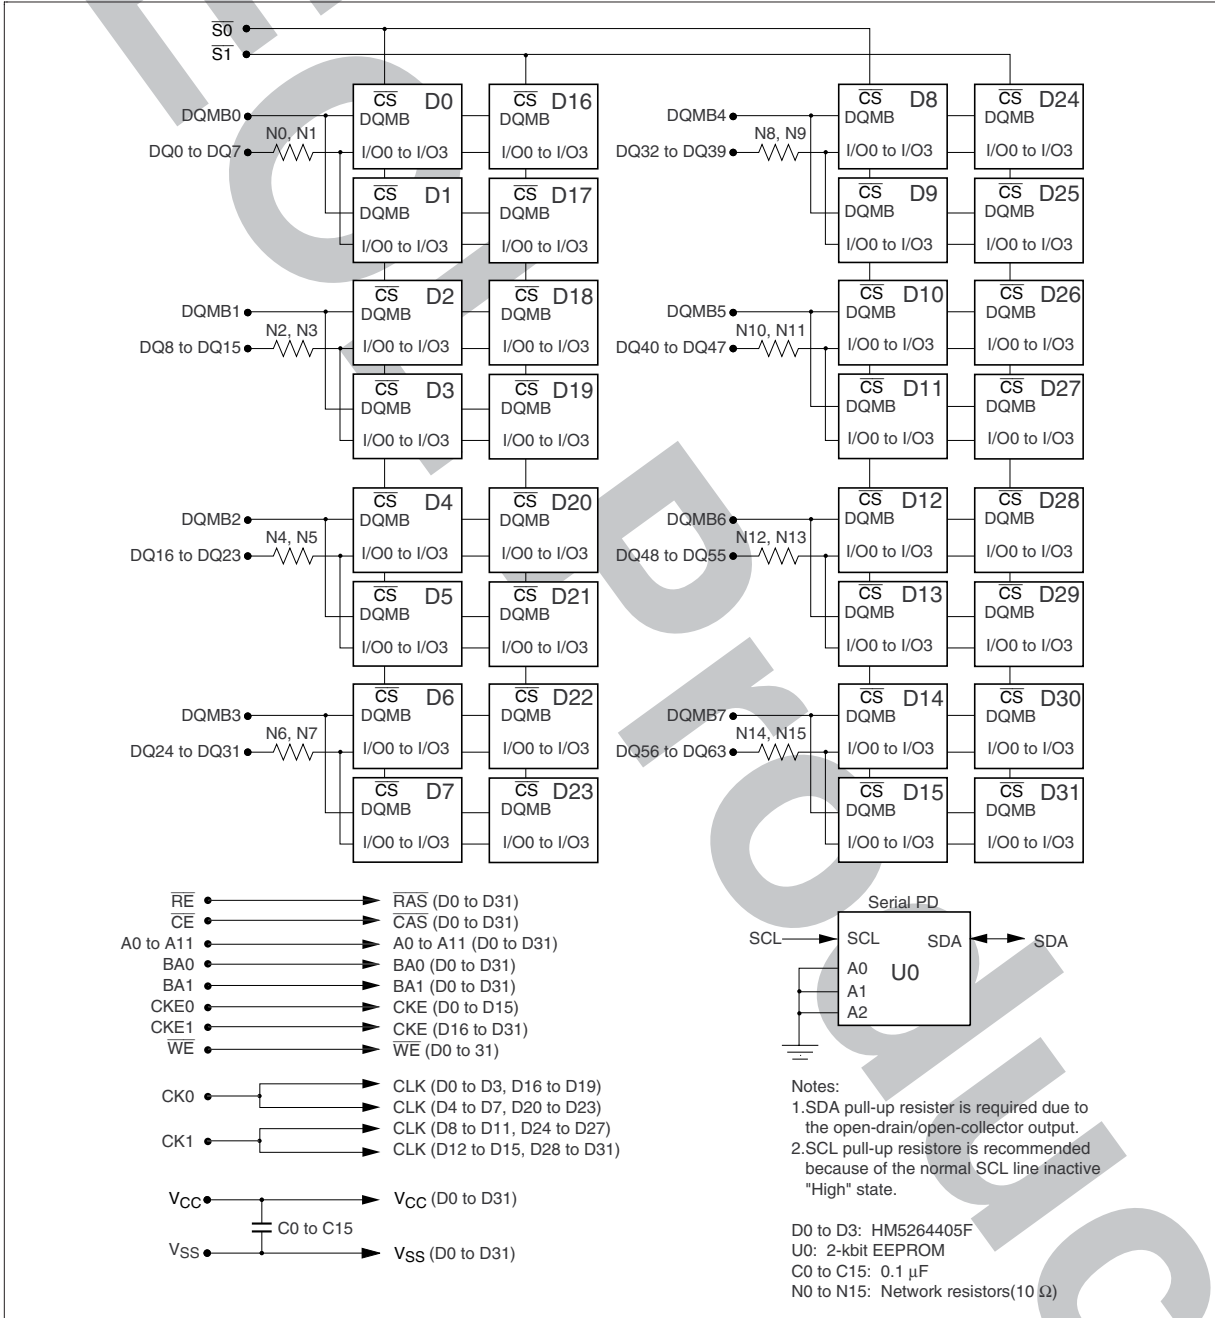 S0
S1
CS D0 CS D16 CS D8 CS D24
DQMB0 DQMB DQMB DQMB4 DQMB DQMB
N0, N1 N8, N9
DQ0 to DQ7 I/O0 to I/O3 I/O0 to I/O3 DQ32 to DQ39 I/O0 to I/O3 I/O0 to I/O3
CS D1 CS D17 CS D9 CS D25
DQMB DQMB DQMB DQMB
I/O0 to I/O3 I/O0 to I/O3 I/O0 to I/O3 I/O0 to I/O3
CS D2 CS D18 CS D10 CS D26
DQMB1 DQMB DQMB DQMB5 DQMB DQMB
N2, N3 N10, N11
DQ8 to DQ15 I/O0 to I/O3 I/O0 to I/O3 DQ40 to DQ47 I/O0 to I/O3 I/O0 to I/O3
CS D3 CS D19 CS D11 CS D27
DQMB DQMB DQMB DQMB
I/O0 to I/O3 I/O0 to I/O3 I/O0 to I/O3 I/O0 to I/O3
CS D4 CS D20 CS D12 CS D28
DQMB2 DQMB DQMB DQMB6 DQMB DQMB
N4, N5 N12, N13
DQ16 to DQ23 I/O0 to I/O3 I/O0 to I/O3 DQ48 to DQ55 I/O0 to I/O3 I/O0 to I/O3
CS D5 CS D21 CS D13 CS D29
DQMB DQMB DQMB DQMB
I/O0 to I/O3 I/O0 to I/O3 I/O0 to I/O3 I/O0 to I/O3
CS D6 CS D22 CS D14 CS D30
DQMB3 DQMB DQMB DQMB7 DQMB DQMB
N6, N7 N14, N15
DQ24 to DQ31 I/O0 to I/O3 I/O0 to I/O3 DQ56 to DQ63 I/O0 to I/O3 I/O0 to I/O3
CS D7 CS D23 CS D15 CS D31
DQMB DQMB DQMB DQMB
I/O0 to I/O3 I/O0 to I/O3 I/O0 to I/O3 I/O0 to I/O3
RE RAS (D0 to D31)
CE CAS (D0 to D31)
A0 to A11 A0 to A11 (D0 to D31)
BA0 BA0 (D0 to D31)
BA1 BA1 (D0 to D31)
CKE0 CKE (D0 to D15)
CKE1 CKE (D16 to D31)
WE WE (D0 to 31)
CK0 CLK (D0 to D3, D16 to D19)
CLK (D4 to D7, D20 to D23)
CK1 CLK (D8 to D11, D24 to D27)
CLK (D12 to D15, D28 to D31)
VCC VCC (D0 to D31)
C0 to C15
VSS VSS (D0 to D31)
Serial PD
SCL SCL SDA SDA
A0 U0
A1
A2
Notes:
1.SDA pull-up resister is required due to
the open-drain/open-collector output.
2.SCL pull-up resistore is recommended
because of the normal SCL line inactive
"High" state.
D0 to D3: HM5264405F
U0: 2-kbit EEPROM
C0 to C15: 0.1 µF
N0 to N15: Network resistors(10 Ω)